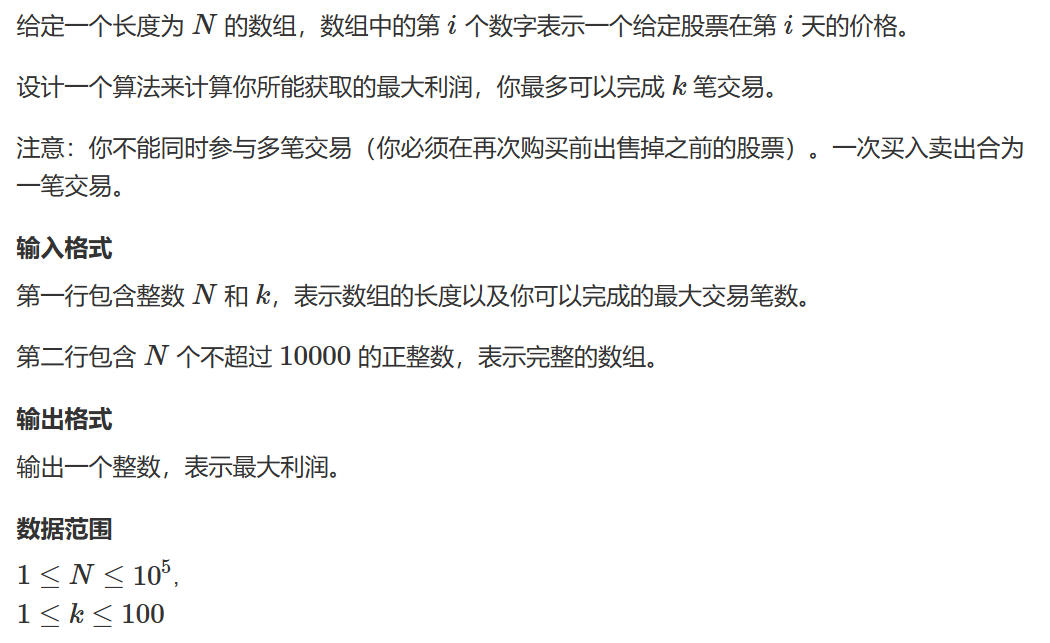 给定一个长度为 N 的数组，数组中的第 i 个数字表示一个给定股票在第 i 天的价格。
设计一个算法来计算你所能获取的最大利润，你最多可以完成 k 笔交易。
注意：你不能同时参与多笔交易（你必须在再次购买前出售掉之前的股票）。一次买入卖出合为
一笔交易。
输入格式
第一行包含整数 N 和 k，表示数组的长度以及你可以完成的最大交易笔数。
第二行包含 N 个不超过 10000 的正整数，表示完整的数组。
输出格式
输出一个整数，表示最大利润。
数据范围
1 ≤ N ≤ 10⁵,
1 ≤ k ≤ 100